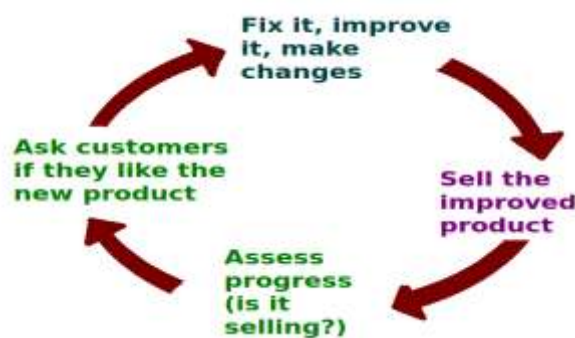 Fix it, improve
it, make
changes
Sell the
improved
product
Assess
progress
(is it
selling?)
Ask customers
if they like the
new product